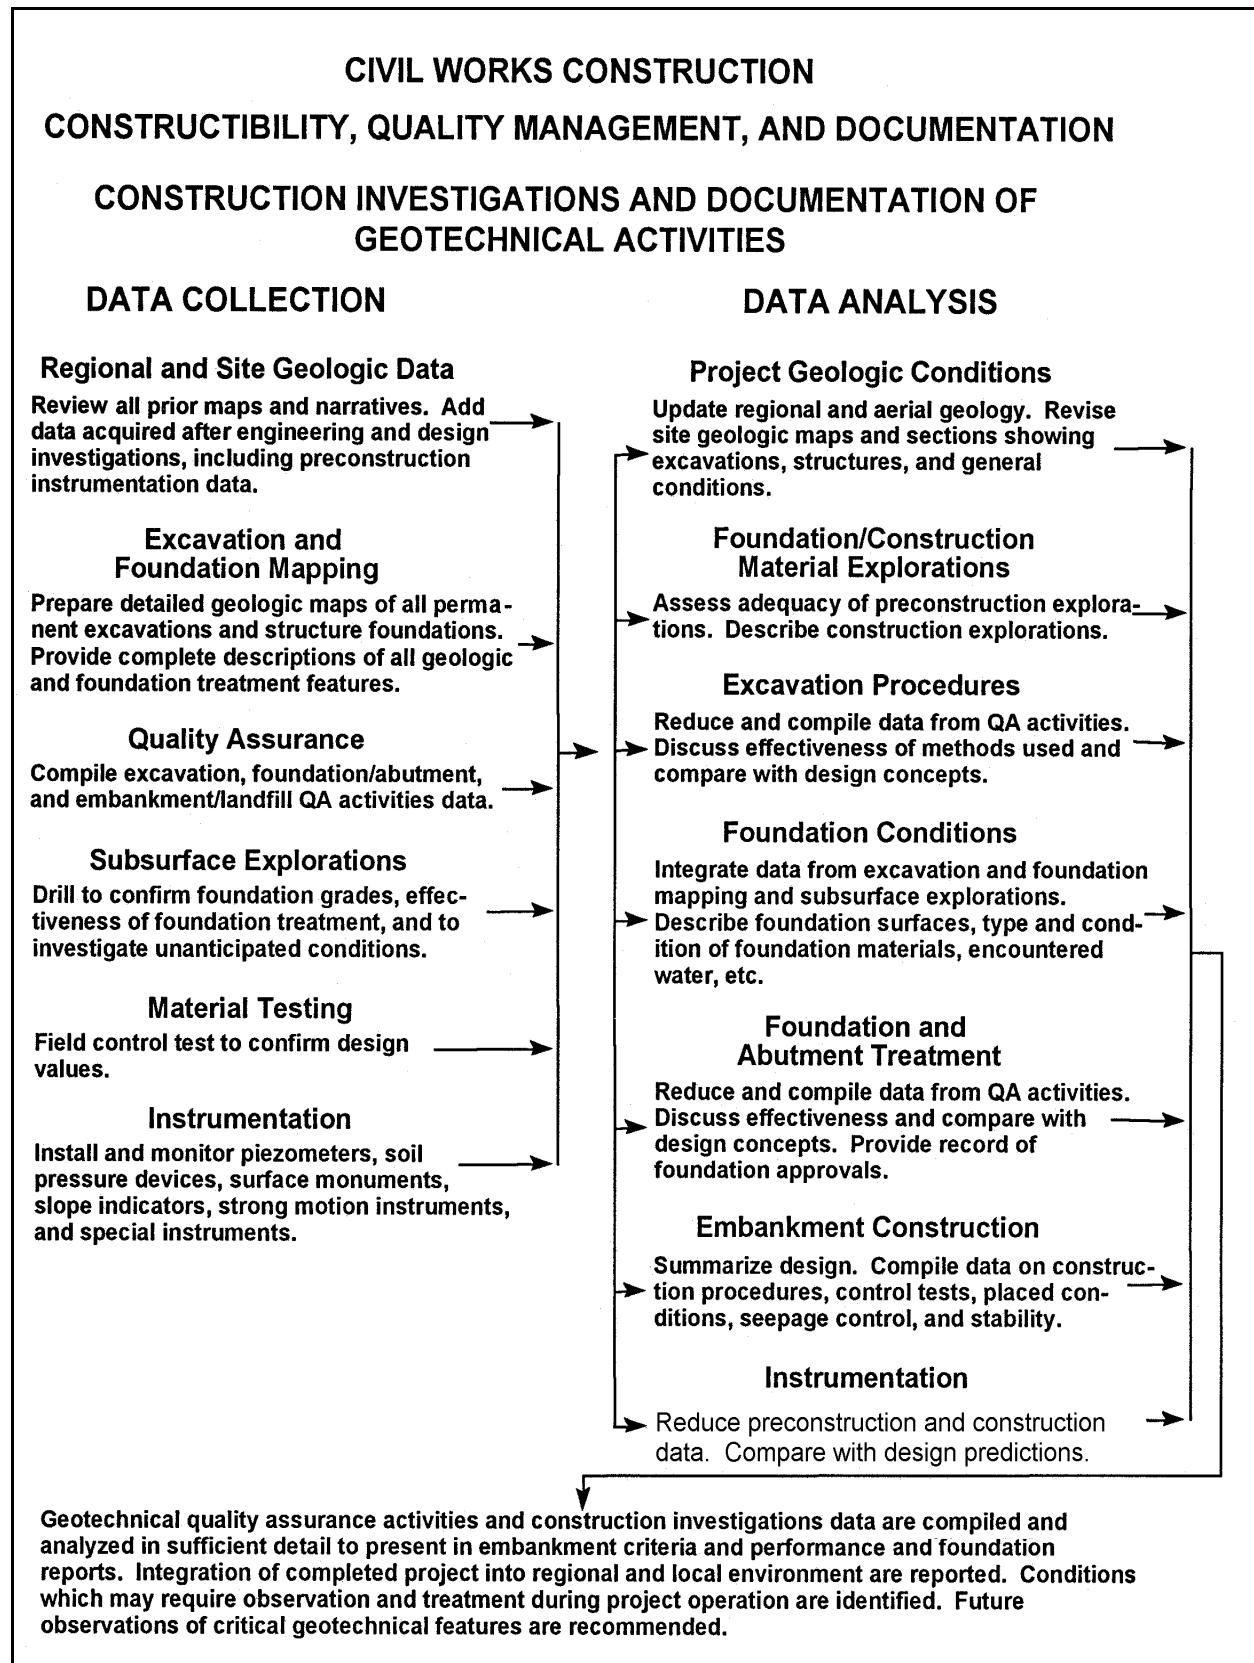 CIVIL WORKS CONSTRUCTION
CONSTRUCTIBILITY, QUALITY MANAGEMENT, AND DOCUMENTATION
CONSTRUCTION INVESTIGATIONS AND DOCUMENTATION OF
GEOTECHNICAL ACTIVITIES
DATA COLLECTION
Regional and Site Geologic Data
Review all prior maps and narratives. Add
data acquired after engineering and design
investigations, including preconstruction
instrumentation data.
Excavation and
Foundation Mapping
Prepare detailed geologic maps of all perma-
nent excavations and structure foundations.
Provide complete descriptions of all geologic
and foundation treatment features.
Quality Assurance
Compile excavation, foundation/abutment,
and embankment/landfill QA activities data.
Subsurface Explorations
Drill to confirm foundation grades, effec-
tiveness of foundation treatment, and to
investigate unanticipated conditions.
Material Testing
Field control test to confirm design
values.
Instrumentation
Install and monitor piezometers, soil
pressure devices, surface monuments,
slope indicators, strong motion instruments,
and special instruments.
DATA ANALYSIS
Project Geologic Conditions
Update regional and aerial geology. Revise
site geologic maps and sections showing
excavations, structures, and general
conditions.
Foundation/Construction
Material Explorations
Assess adequacy of preconstruction explora-
tions. Describe construction explorations.
Excavation Procedures
Reduce and compile data from QA activities.
Discuss effectiveness of methods used and
compare with design concepts.
Foundation Conditions
Integrate data from excavation and foundation
mapping and subsurface explorations.
Describe foundation surfaces, type and cond-
ition of foundation materials, encountered
water, etc.
Foundation and
Abutment Treatment
Reduce and compile data from QA activities.
Discuss effectiveness and compare with
design concepts. Provide record of
foundation approvals.
Embankment Construction
Summarize design. Compile data on construc-
tion procedures, control tests, placed con-
ditions, seepage control, and stability.
Instrumentation
Reduce preconstruction and construction
data. Compare with design predictions.
Geotechnical quality assurance activities and construction investigations data are compiled and
analyzed in sufficient detail to present in embankment criteria and performance and foundation
reports. Integration of completed project into regional and local environment are reported. Conditions
which may require observation and treatment during project operation are identified. Future
observations of critical geotechnical features are recommended.